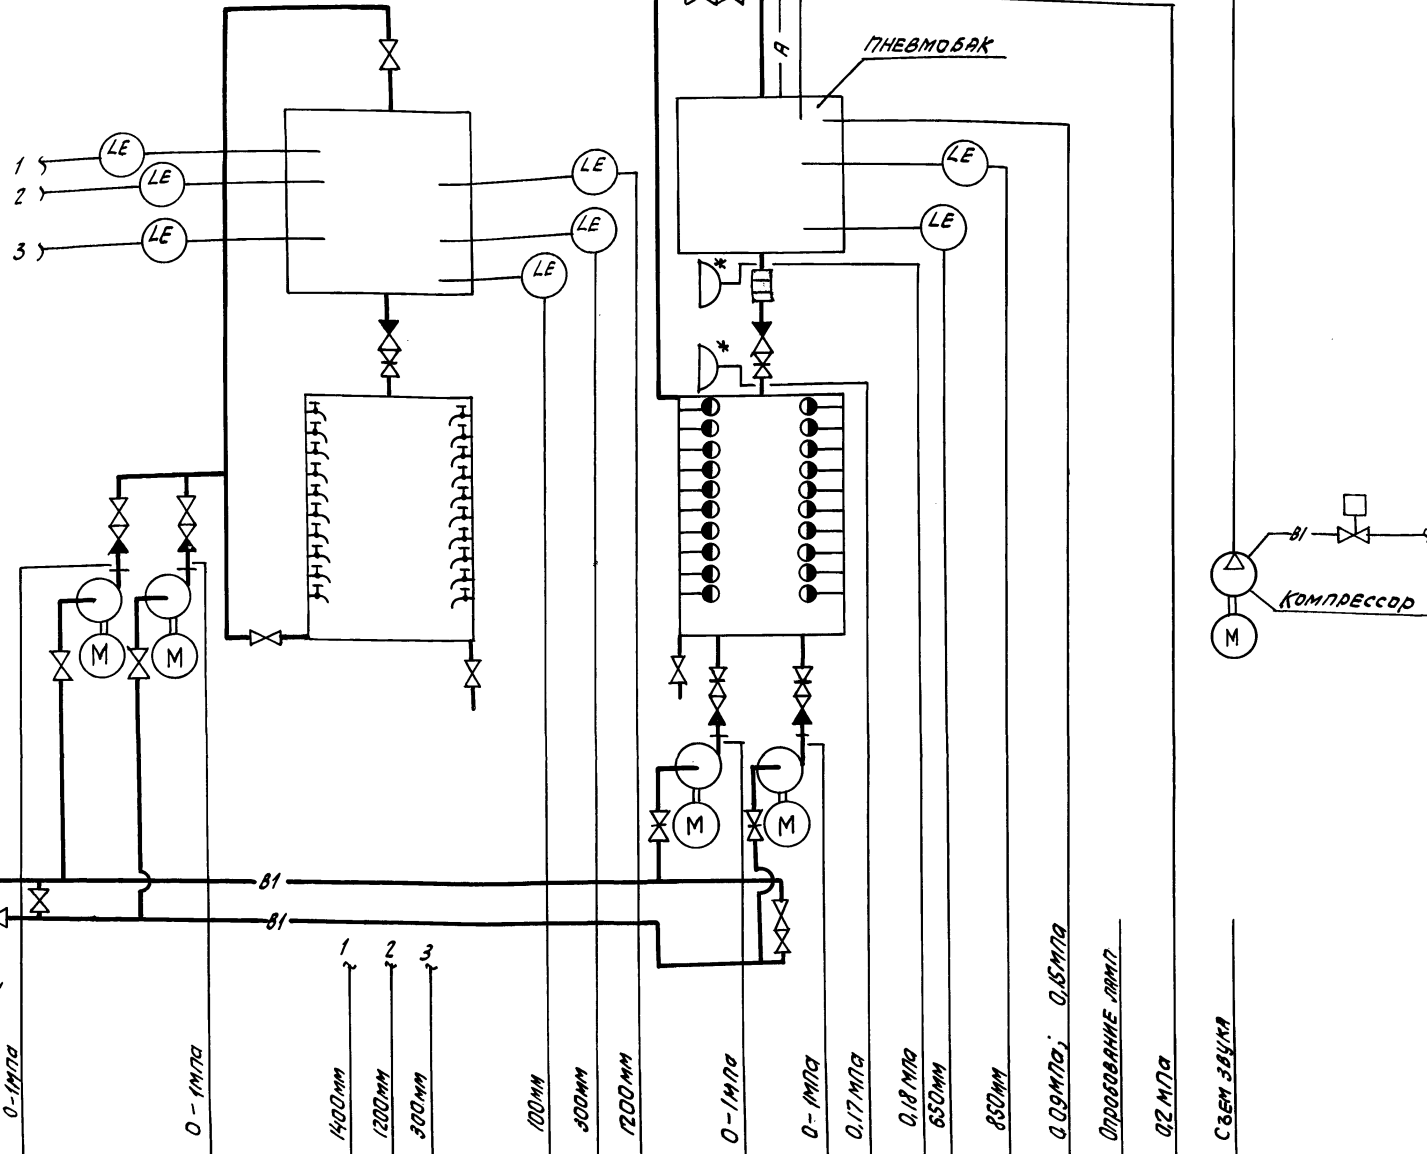 А
ПНЕВМОБАК
1
LE
2
LE
3
LE
LE
LE
LE
LE
LE
*
*
В1
КОМПРЕССОР
М
М
М
М
М
В1
В1
1
2
3
0-1МПа
0-1МПа
1400мм
1200мм
300мм
100мм
300мм
1200мм
0-1МПа
0-1МПа
0,17МПа
0,18МПа
650мм
850мм
0,09МПа; 0,15МПа
Опробование ламп
0,2МПа
Съем звука